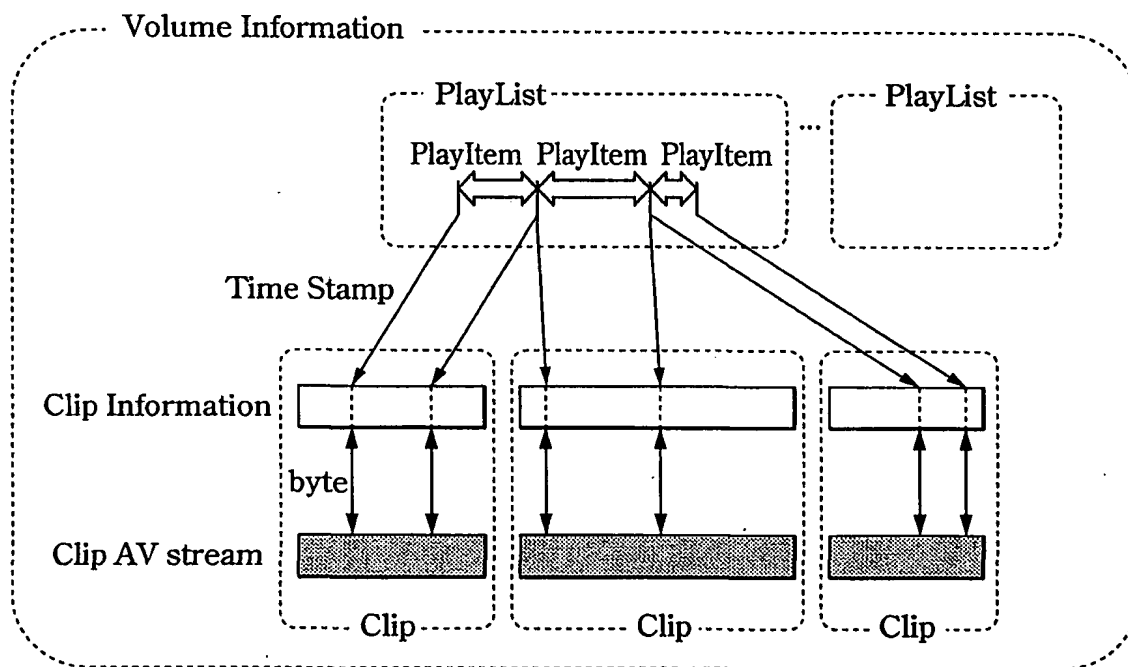 Volume Information
PlayList ... PlayList
PlayItem PlayItem PlayItem
Time Stamp
Clip Information
byte
Clip AV stream
Clip Clip Clip